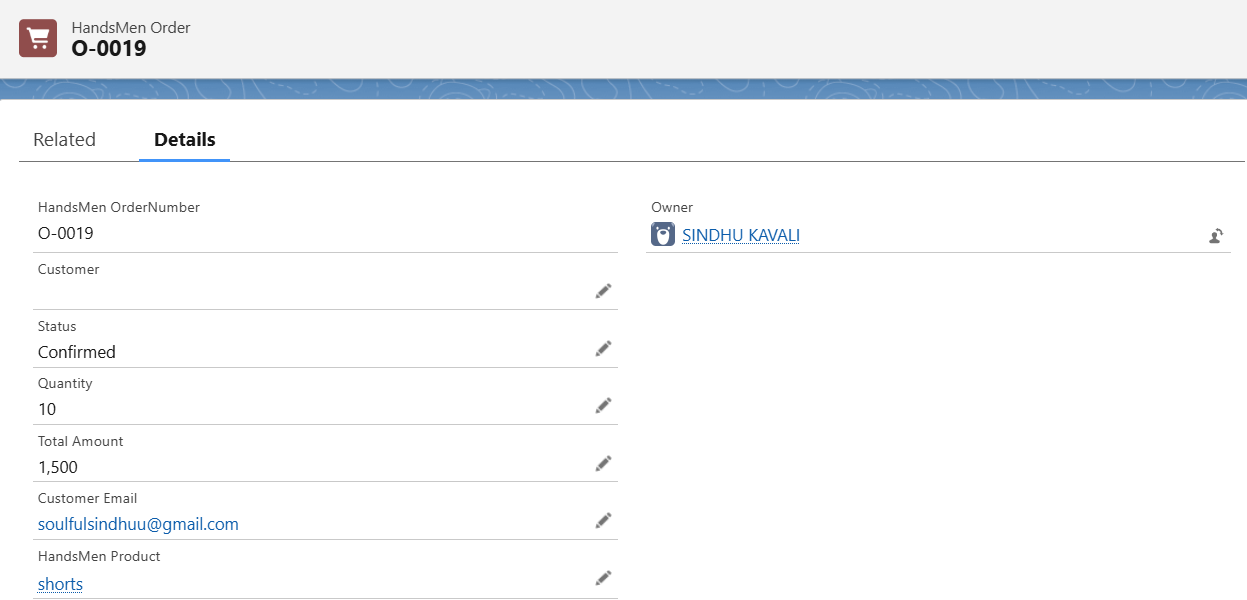 HandsMen Order
O-0019
Related
Details
HandsMen OrderNumber
O-0019
Owner
SINDHU KAVALI
Customer
Status
Confirmed
Quantity
10
Total Amount
1,500
Customer Email
soulfulsindhuu@gmail.com
HandsMen Product
shorts